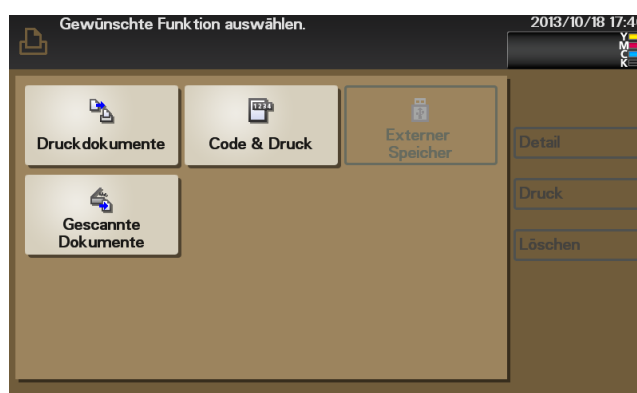 Gewünschte Funktion auswählen.
2013/10/18 17:4
Y
M
C
K
Druckdokumente
Code & Druck
Externer
Speicher
Gescannte
Dokumente
Detail
Druck
Löschen